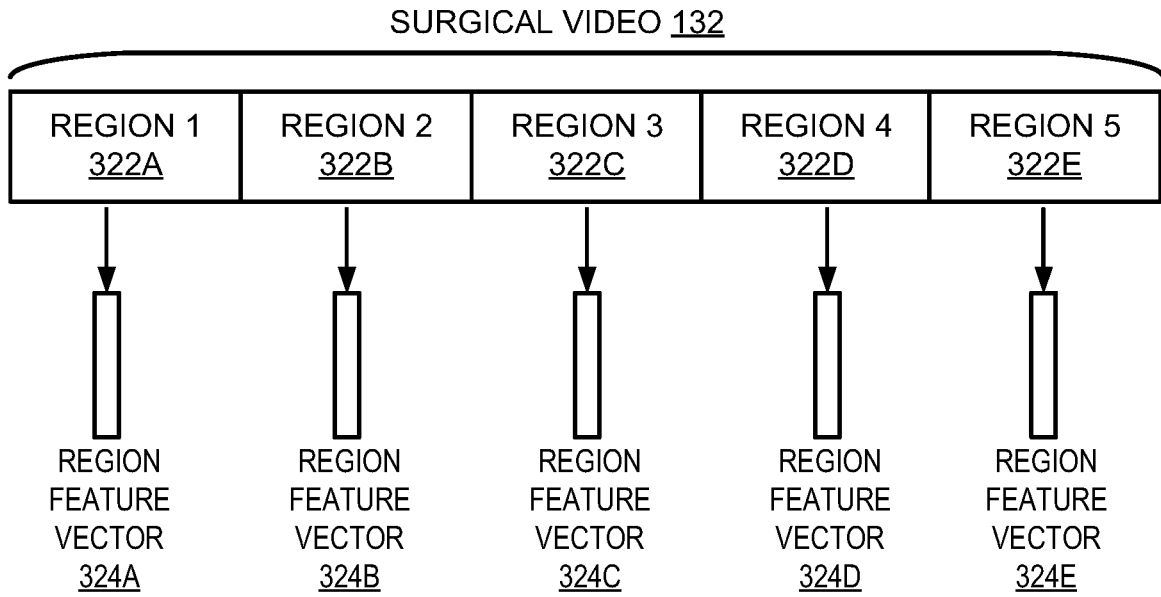 SURGICAL VIDEO 132
REGION 1
322A
REGION 2
322B
REGION 3
322C
REGION 4
322D
REGION 5
322E
REGION
FEATURE
VECTOR
324A
REGION
FEATURE
VECTOR
324B
REGION
FEATURE
VECTOR
324C
REGION
FEATURE
VECTOR
324D
REGION
FEATURE
VECTOR
324E